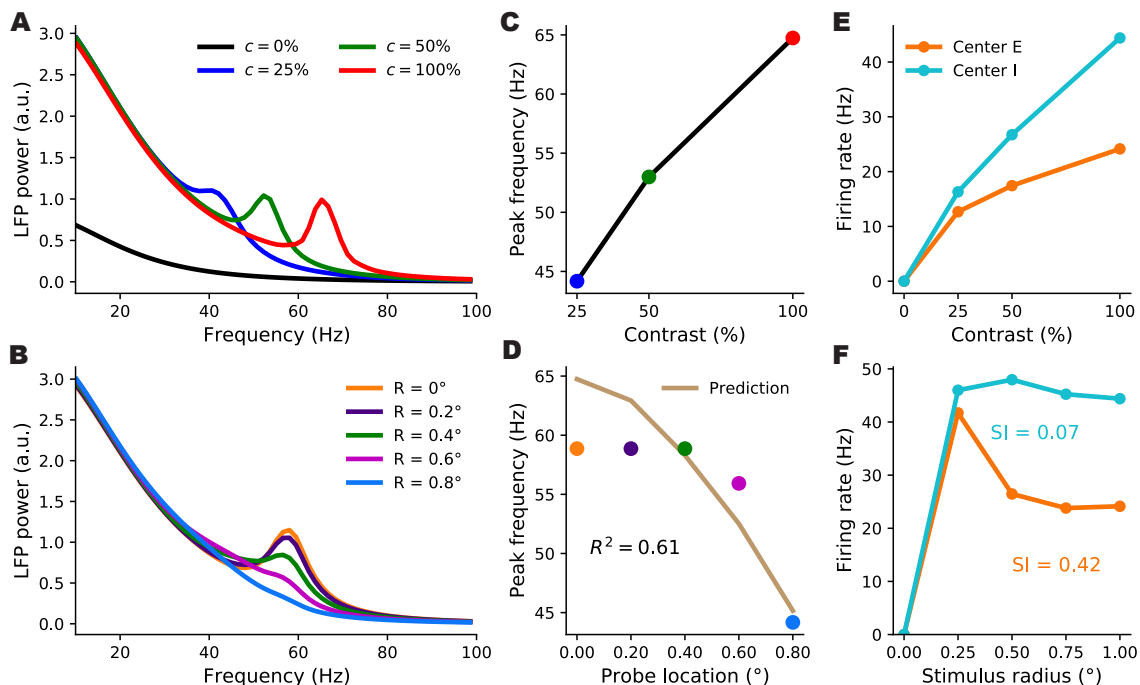 A
3.0
2.5
2.0
1.5
1.0
0.5
0.0
LFP power (a.u.)
c = 0%
c = 25%
c = 50%
c = 100%
20
40
60
80
100
Frequency (Hz)
C
65
60
55
50
45
Peak frequency (Hz)
25
50
100
Contrast (%)
E
40
30
20
10
0
Firing rate (Hz)
Center E
Center I
0
25
50
100
Contrast (%)
B
3.0
2.5
2.0
1.5
1.0
0.5
0.0
LFP power (a.u.)
R = 0°
R = 0.2°
R = 0.4°
R = 0.6°
R = 0.8°
20
40
60
80
100
Frequency (Hz)
D
65
60
55
50
45
Peak frequency (Hz)
Prediction
R² = 0.61
0.00
0.20
0.40
0.60
0.80
Probe location (°)
F
50
40
30
20
10
0
Firing rate (Hz)
SI = 0.07
SI = 0.42
0.00
0.25
0.50
0.75
1.00
Stimulus radius (°)